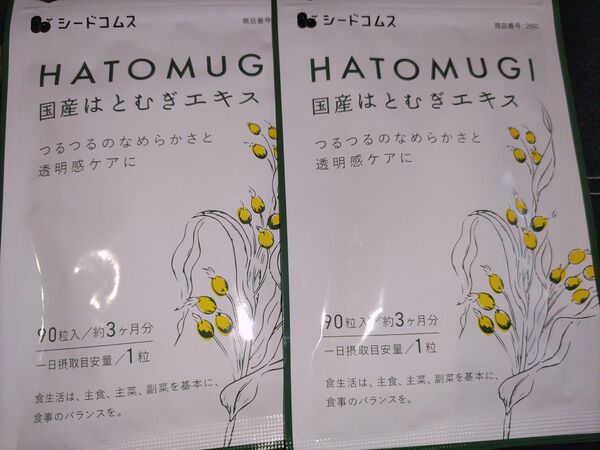 シードコムス
商品番号
HATOMUG
国産はとむぎエキス
つるつるのなめらかさと
透明感ケアに
90粒入/約3ヶ月分
一日摂取目安量/1粒
食生活は、主食、主菜、副菜を基本に、
食事のバランスを。
シードコムス
商品番号:260
HATOMUGI
国産はとむぎエキス
つるつるのなめらかさと
透明感ケアに
90粒入/約3ヶ月分
一日摂取目安量/1粒
食生活は、主食、主菜、副菜を基本に、
食事のバランスを。